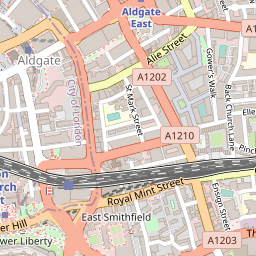 Aldgate
East
Aldgate
Alie Street
Gower's Walk
A1202
City of London
St Mark Street
Back Church Lane
A1210
Royal Mint Street
Ensign Street
East Smithfield
A1203